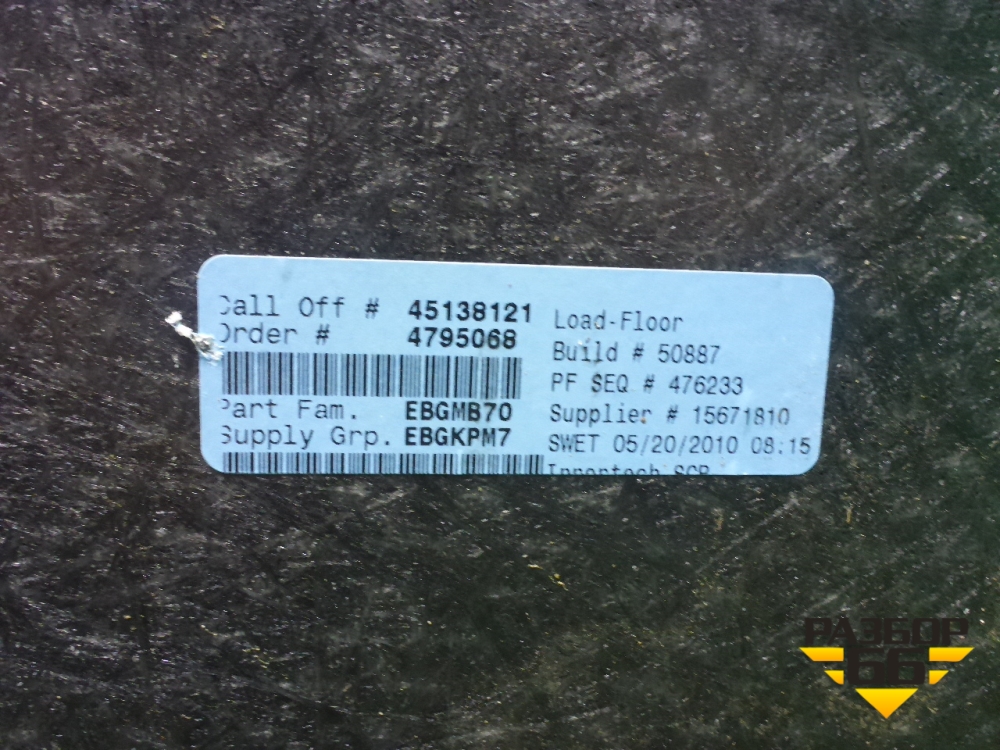 Call Off # 45138121
Order # 4795068
Part Fam. EBGMB70
Supply Grp. EBGKPM7
Load-Floor
Build # 50887
PF SEQ # 476233
Supplier # 15671810
SWET 05/20/2010 08:15
РАЗБОР
66